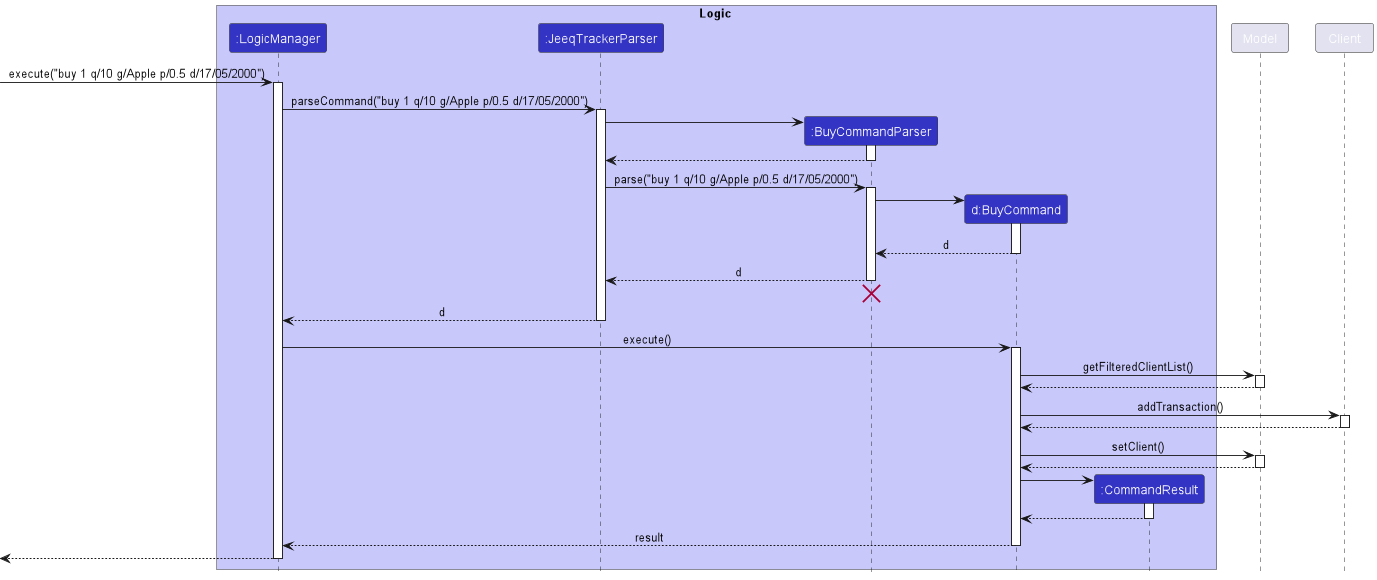 Logic
:LogicManager
:JeeqTrackerParser
Model
Client
execute("buy 1 q/10 g/Apple p/0.5 d/17/05/2000")
parseCommand("buy 1 q/10 g/Apple p/0.5 d/17/05/2000")
:BuyCommandParser
parse("buy 1 q/10 g/Apple p/0.5 d/17/05/2000")
d:BuyCommand
d
d
d
execute()
getFilteredClientList()
addTransaction()
setClient()
:CommandResult
result